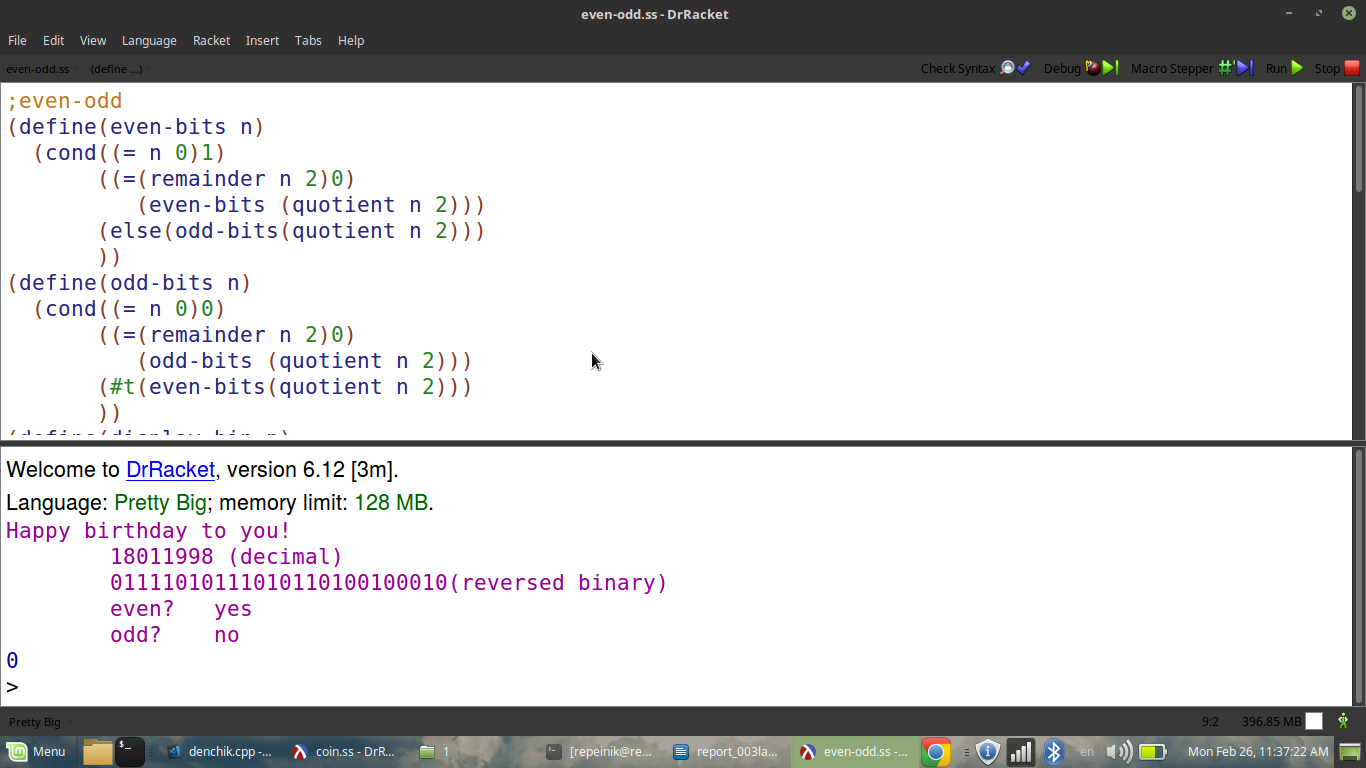 even-odd.ss - DrRacket
File Edit View Language Racket Insert Tabs Help
even-odd.ss (define ...) Check Syntax Debug Macro Stepper #' Run Stop
;even-odd
(define(even-bits n)
  (cond((= n 0)1)
       ((=(remainder n 2)0)
          (even-bits (quotient n 2)))
       (else(odd-bits(quotient n 2)))
       ))
(define(odd-bits n)
  (cond((= n 0)0)
       ((=(remainder n 2)0)
          (odd-bits (quotient n 2)))
       (#t(even-bits(quotient n 2)))
       ))
(define(display-bin n)
Welcome to DrRacket, version 6.12 [3m].
Language: Pretty Big; memory limit: 128 MB.
Happy birthday to you!
        18011998 (decimal)
        0111101011101011010010​0010(reversed binary)
        even?   yes
        odd?    no
0
>
Pretty Big 9:2 396.85 MB
Menu $_ denchik.cpp -... coin.ss - DrR... 1 [repeinik@re... report_003la... even-odd.ss -... en Mon Feb 26, 11:37:22 AM